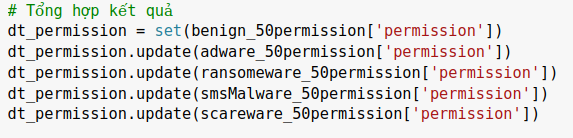 # Tổng hợp kết quả
dt_permission = set(benign_50permission['permission'])
dt_permission.update(adware_50permission['permission'])
dt_permission.update(ransomeware_50permission['permission'])
dt_permission.update(smsMalware_50permission['permission'])
dt_permission.update(scareware_50permission['permission'])